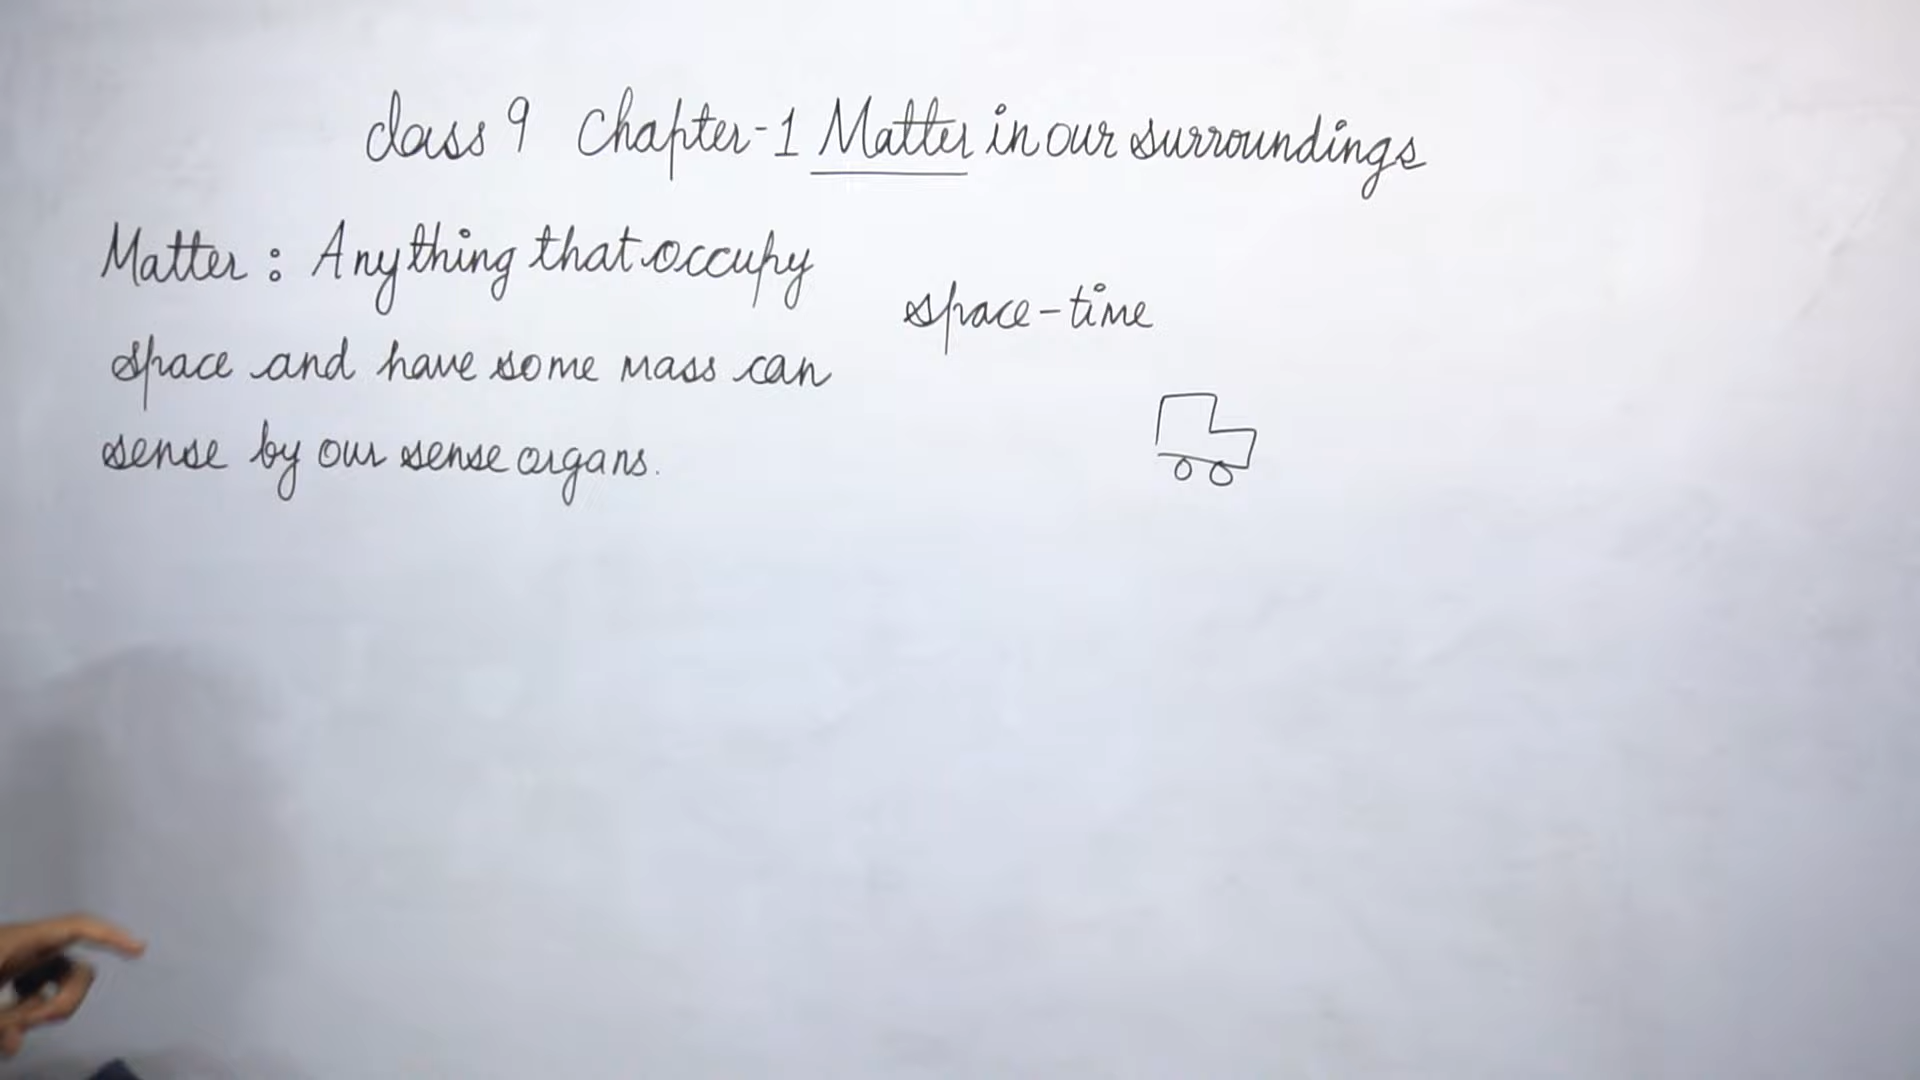 class 9 Chapter-1 Matter in our surroundings
Matter : Anything that occupy
space and have some mass can
sense by our sense organs.
space-time